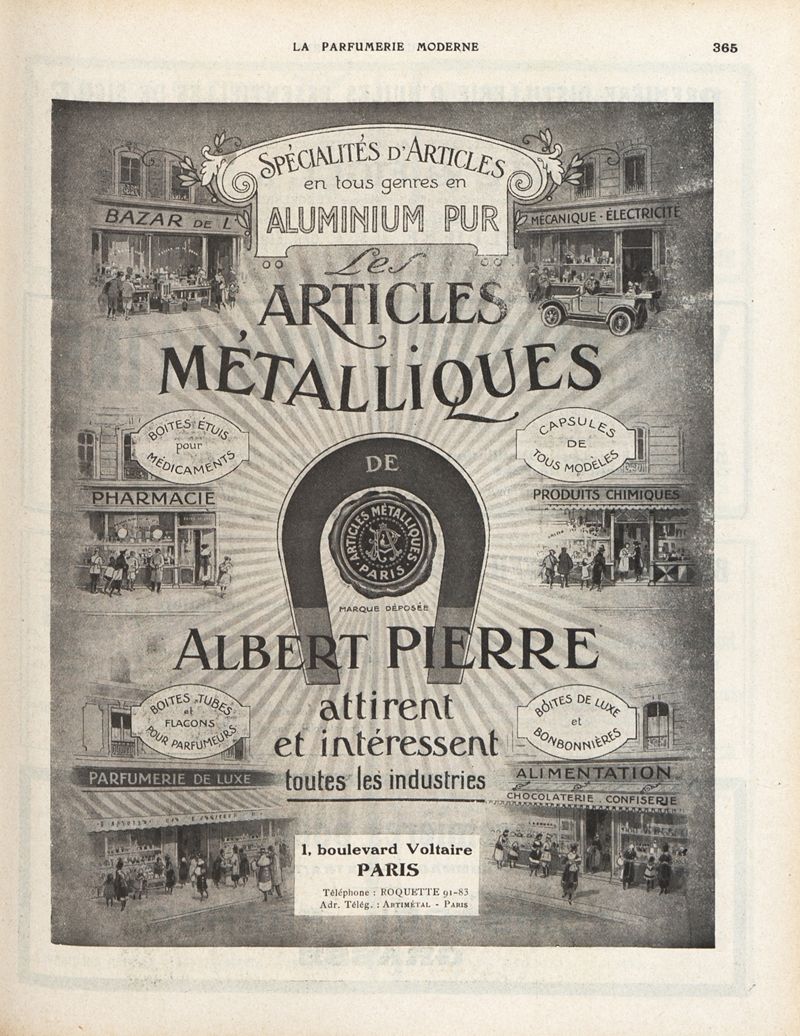 LA PARFUMERIE MODERNE
365
SPÉCIALITÉS D'ARTICLES
en tous genres en
ALUMINIUM PUR
BAZAR DE L'
MÉCANIQUE - ÉLECTRICITÉ
Les
ARTICLES
MÉTALLIQUES
BOITES ÉTUIS
pour
MÉDICAMENTS
CAPSULES
DE
TOUS MODÈLES
DE
PHARMACIE
PRODUITS CHIMIQUES
ARTICLES MÉTALLIQUES
PARIS
MARQUE DÉPOSÉE
ALBERT PIERRE
BOITES TUBES
et
FLACONS
POUR PARFUMEURS
BOITES DE LUXE
et
BONBONNIÈRES
attirent
et intéressent
toutes les industries
PARFUMERIE DE LUXE
ALIMENTATION
CHOCOLATERIE . CONFISERIE
1, boulevard Voltaire
PARIS
Téléphone : ROQUETTE 91-83
Adr. Télég. : ARTIMÉTAL - PARIS